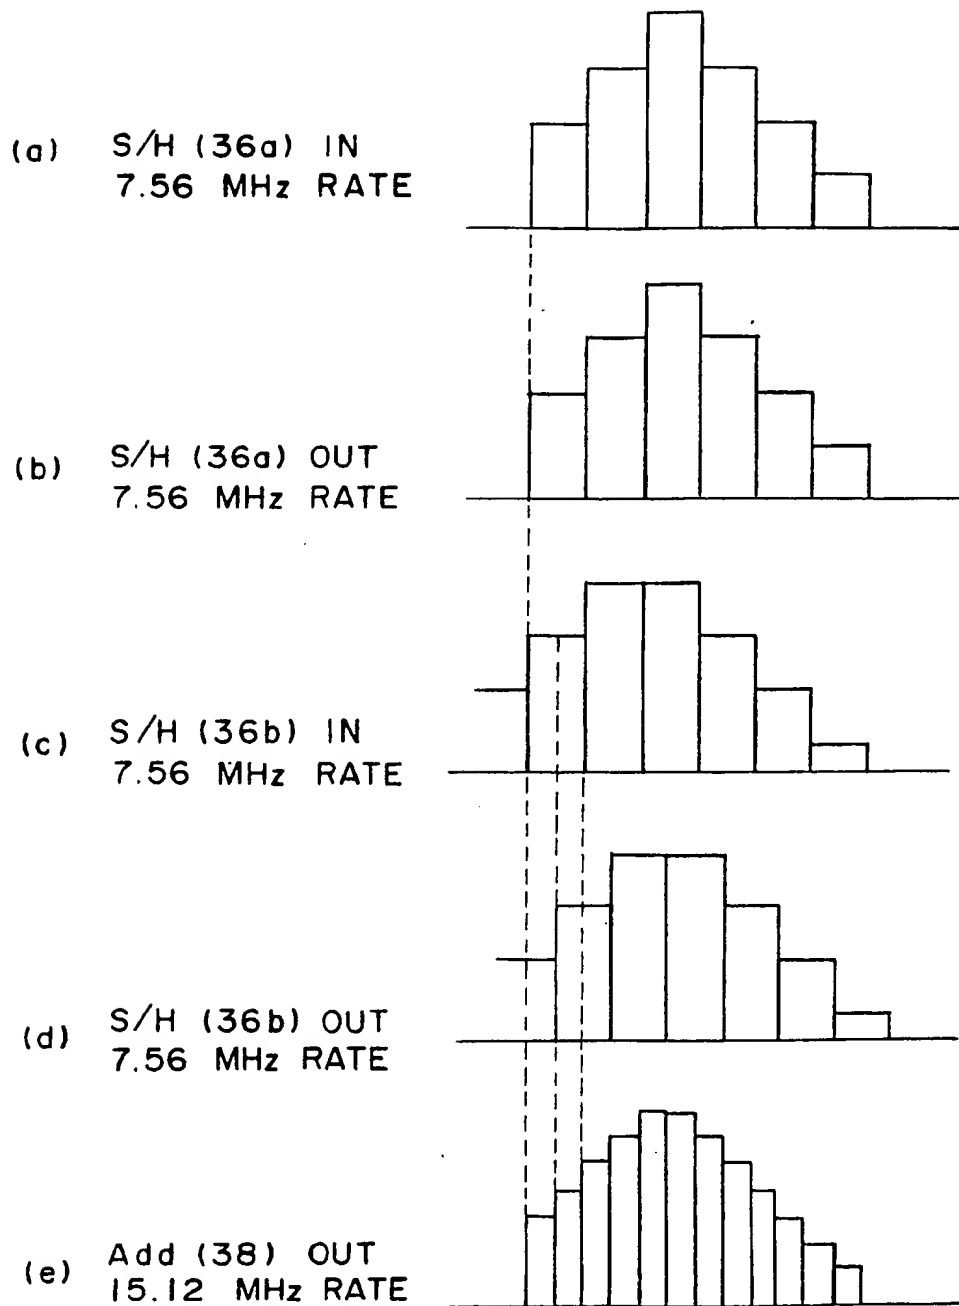 (a) S/H (36a) IN
7.56 MHz RATE
(b) S/H (36a) OUT
7.56 MHz RATE
(c) S/H (36b) IN
7.56 MHz RATE
(d) S/H (36b) OUT
7.56 MHz RATE
(e) Add (38) OUT
15.12 MHz RATE